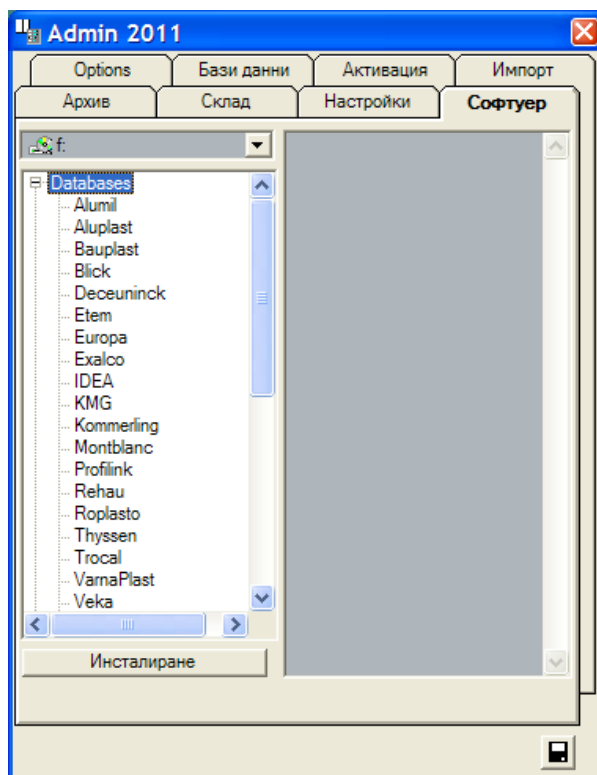 Admin 2011
Options Бази данни Активация Импорт
Архив Склад Настройки Софтуер
f:
Databases
Alumil
Aluplast
Bauplast
Blick
Deceuninck
Etem
Europa
Exalco
IDEA
KMG
Kommerling
Montblanc
Profilink
Rehau
Roplasto
Thyssen
Trocal
VarnaPlast
Veka
Инсталиране